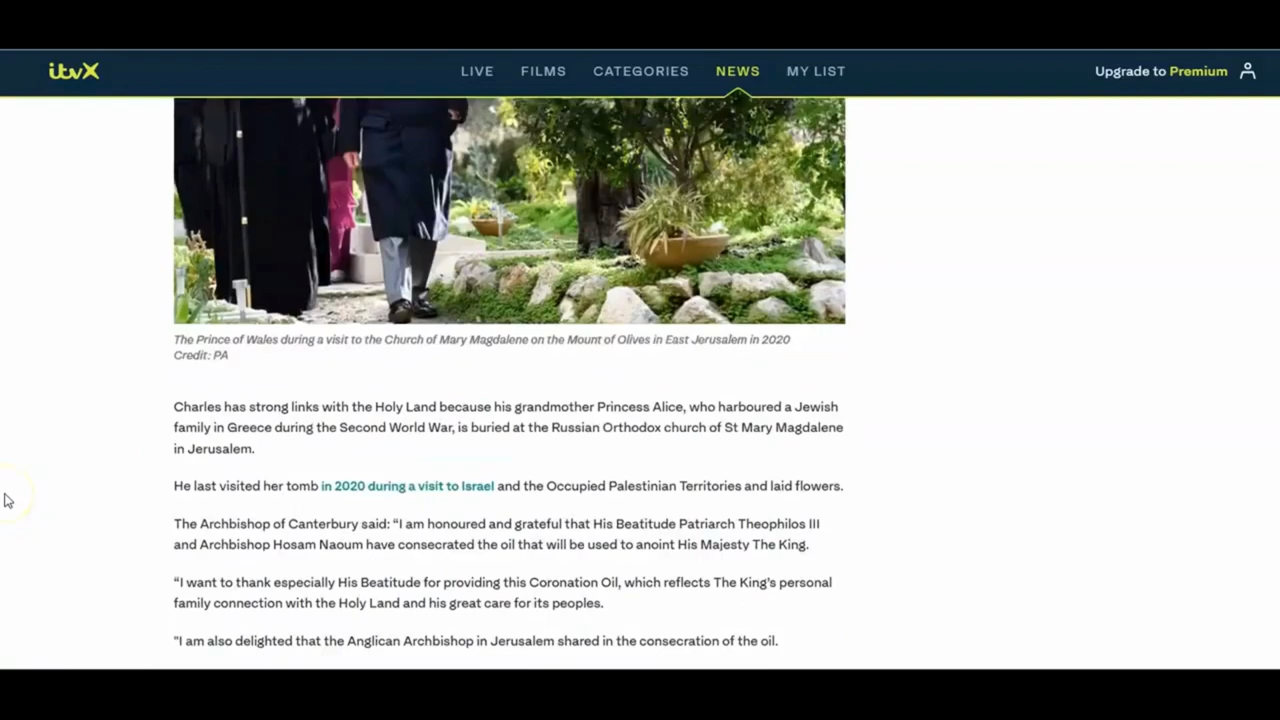 itvX
LIVE FILMS CATEGORIES NEWS MY LIST
Upgrade to Premium
The Prince of Wales during a visit to the Church of Mary Magdalene on the Mount of Olives in East Jerusalem in 2020
Credit: PA
Charles has strong links with the Holy Land because his grandmother Princess Alice, who harboured a Jewish
family in Greece during the Second World War, is buried at the Russian Orthodox church of St Mary Magdalene
in Jerusalem.
He last visited her tomb in 2020 during a visit to Israel and the Occupied Palestinian Territories and laid flowers.
The Archbishop of Canterbury said: “I am honoured and grateful that His Beatitude Patriarch Theophilos III
and Archbishop Hosam Naoum have consecrated the oil that will be used to anoint His Majesty The King.
“I want to thank especially His Beatitude for providing this Coronation Oil, which reflects The King’s personal
family connection with the Holy Land and his great care for its peoples.
"I am also delighted that the Anglican Archbishop in Jerusalem shared in the consecration of the oil.